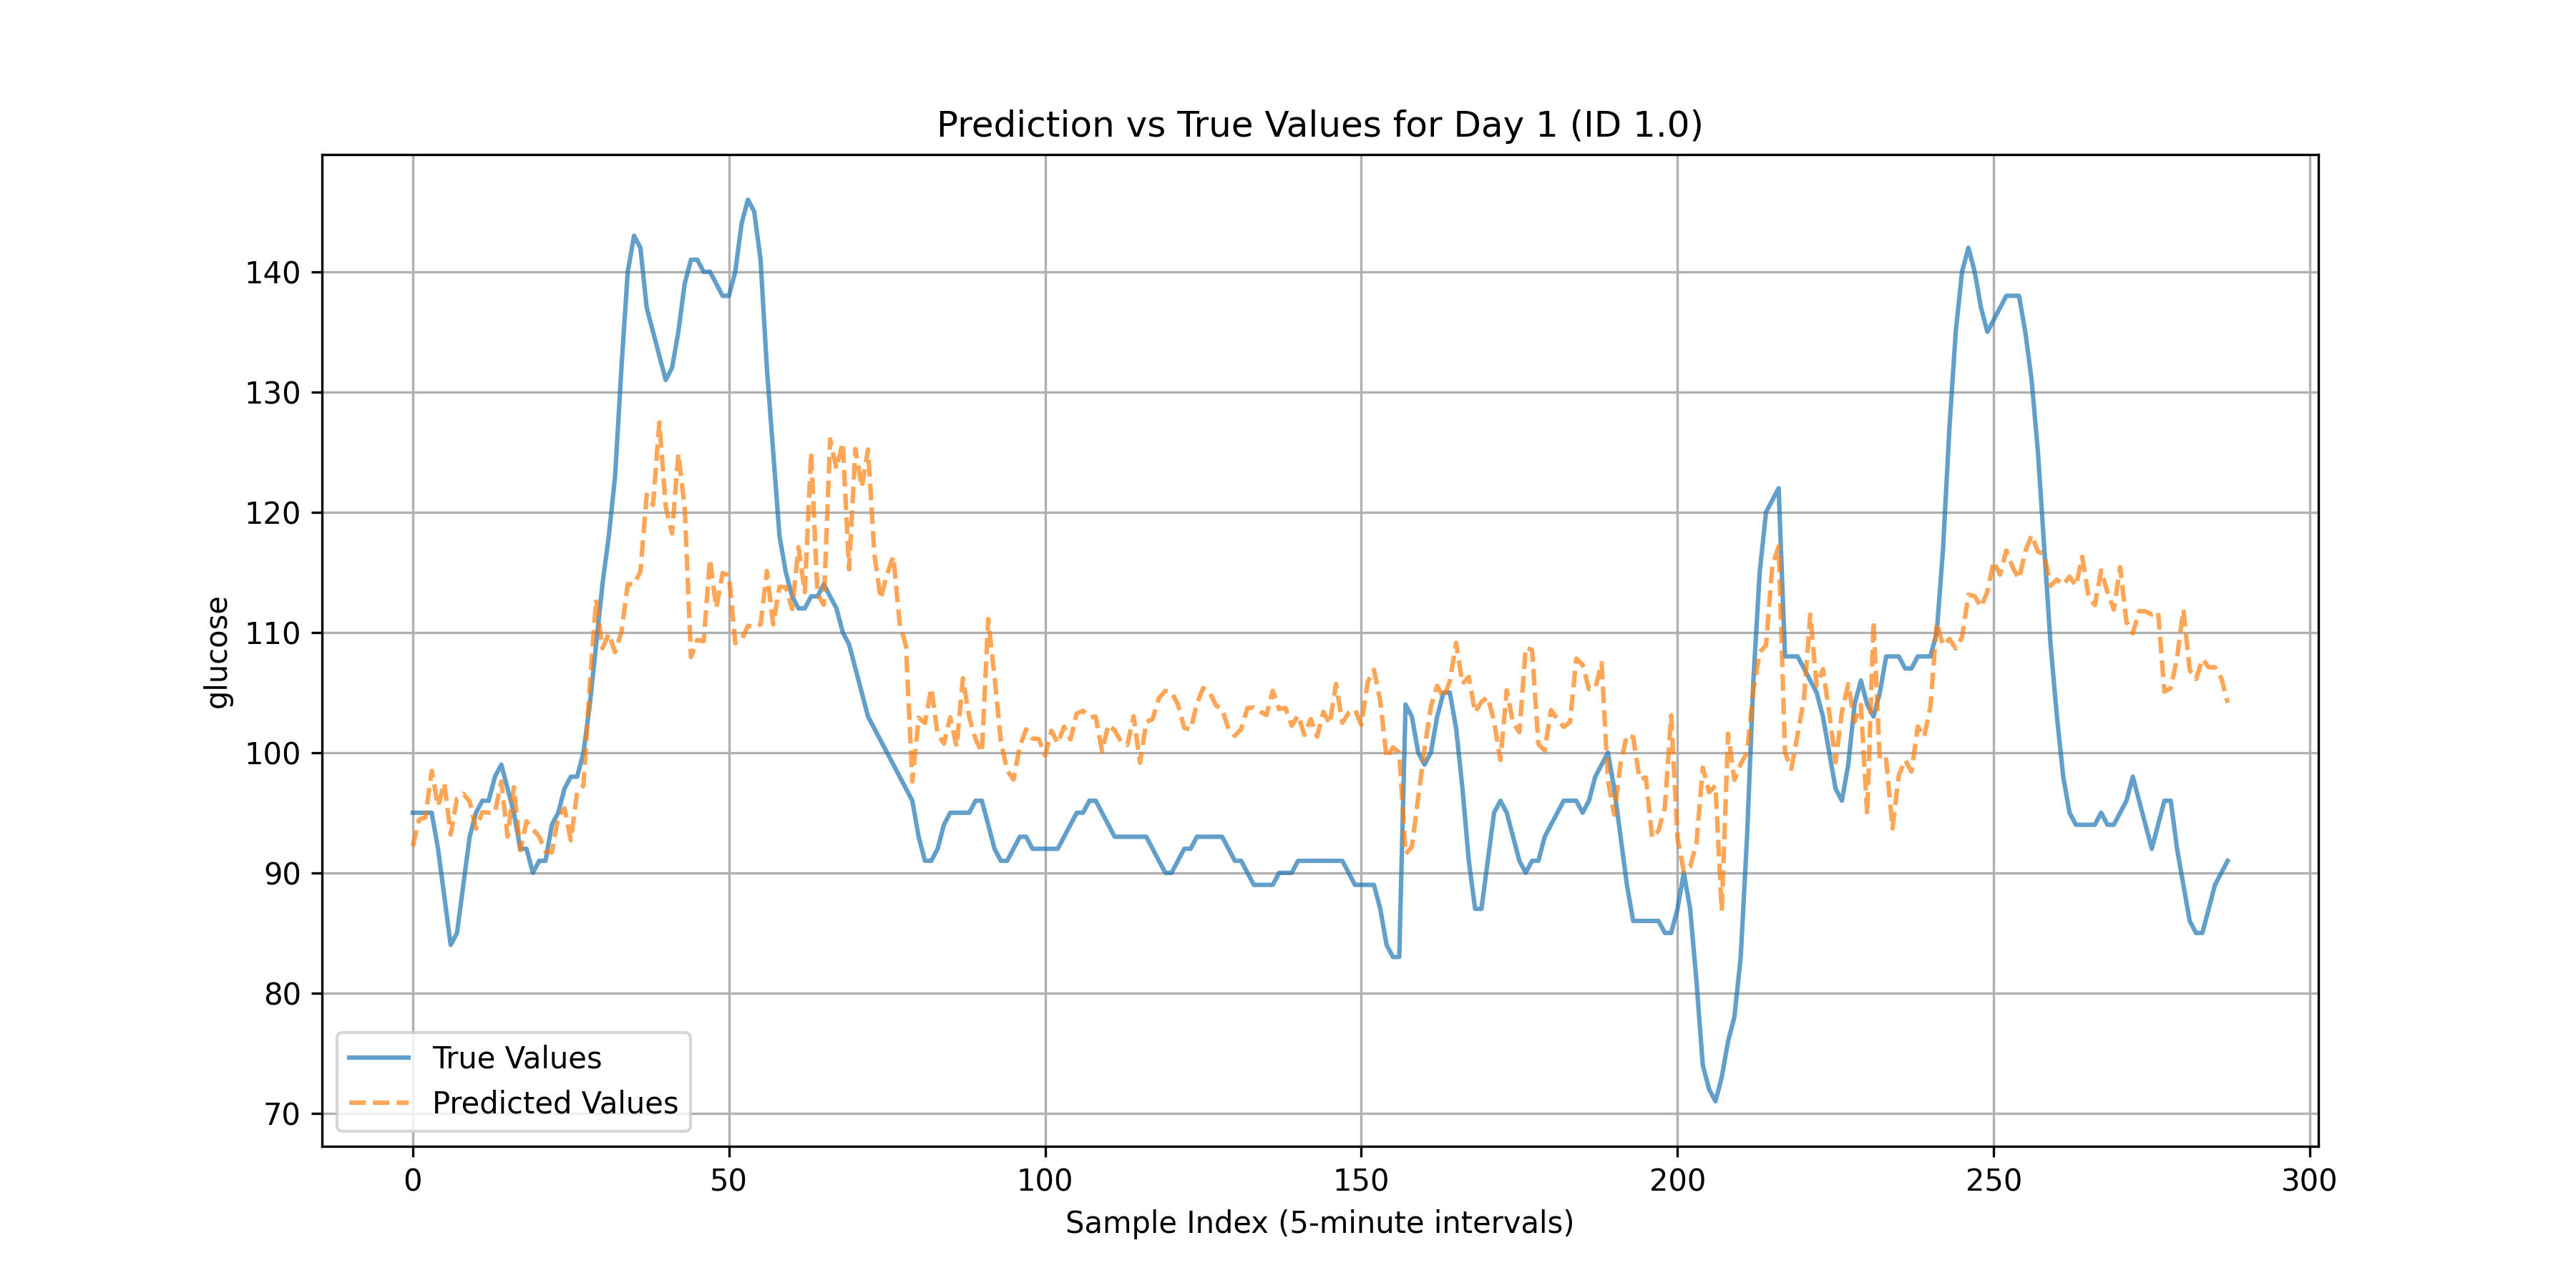 Prediction vs True Values for Day 1 (ID 1.0)
glucose
140
130
120
110
100
90
80
70
True Values
Predicted Values
0 50 100 150 200 250 300
Sample Index (5-minute intervals)